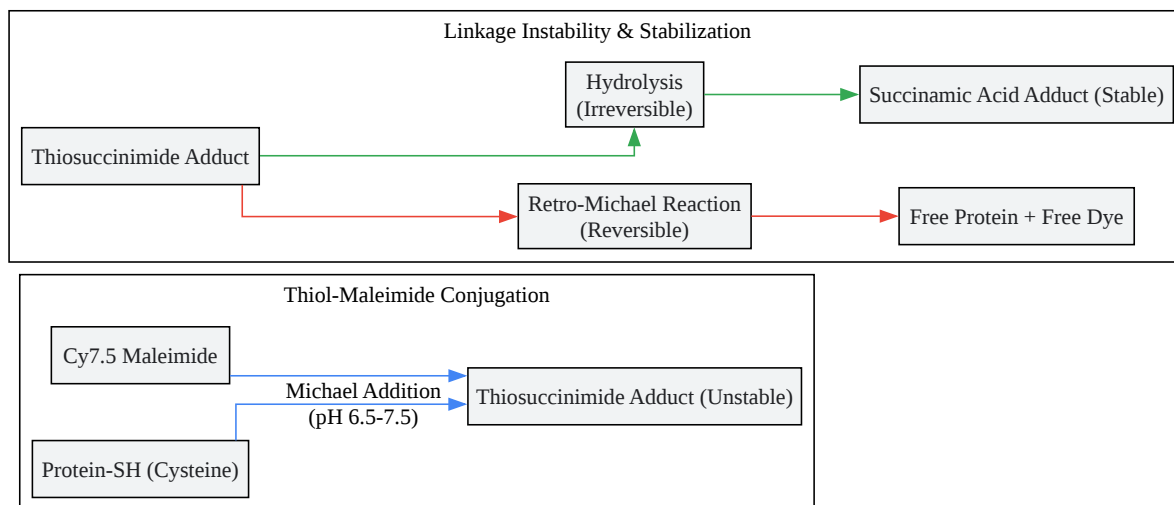 Linkage Instability & Stabilization
Hydrolysis
(Irreversible)
Succinamic Acid Adduct (Stable)
Thiosuccinimide Adduct
Retro-Michael Reaction
(Reversible)
Free Protein + Free Dye
Thiol-Maleimide Conjugation
Cy7.5 Maleimide
Michael Addition
(pH 6.5-7.5)
Thiosuccinimide Adduct (Unstable)
Protein-SH (Cysteine)